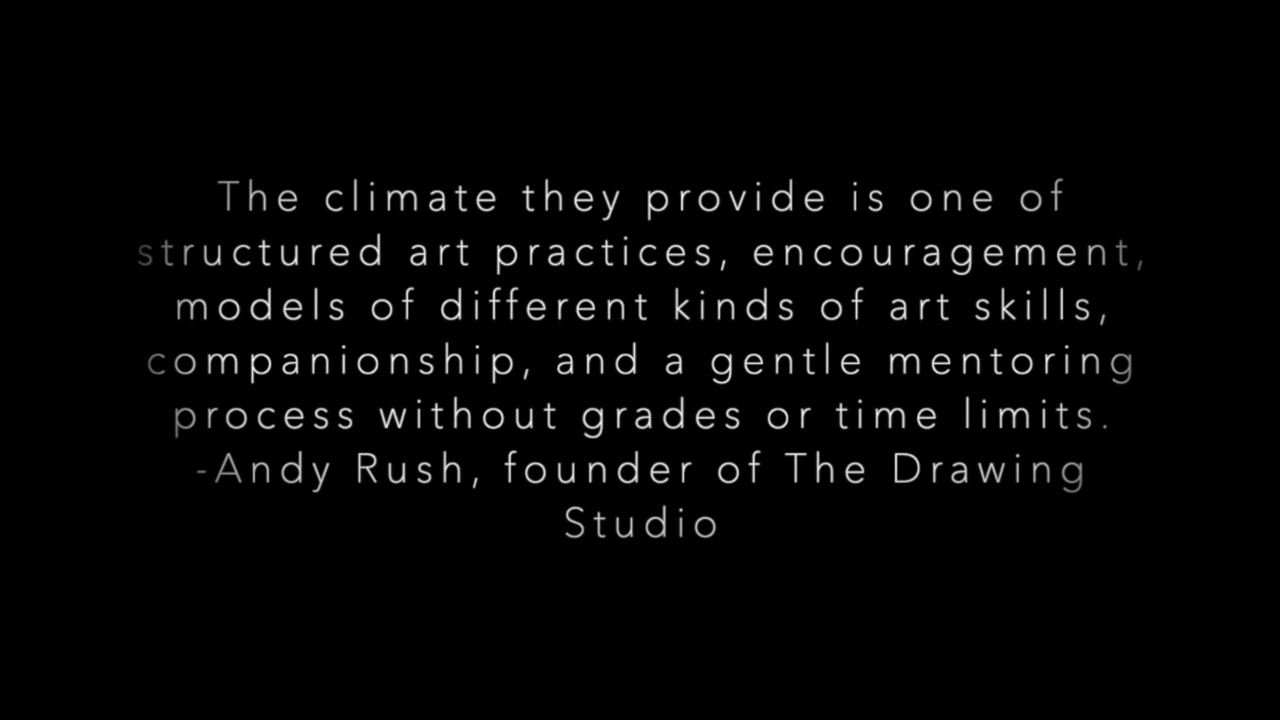 The climate they provide is one of
structured art practices, encouragement,
models of different kinds of art skills,
companionship, and a gentle mentoring
process without grades or time limits.
-Andy Rush, founder of The Drawing
Studio